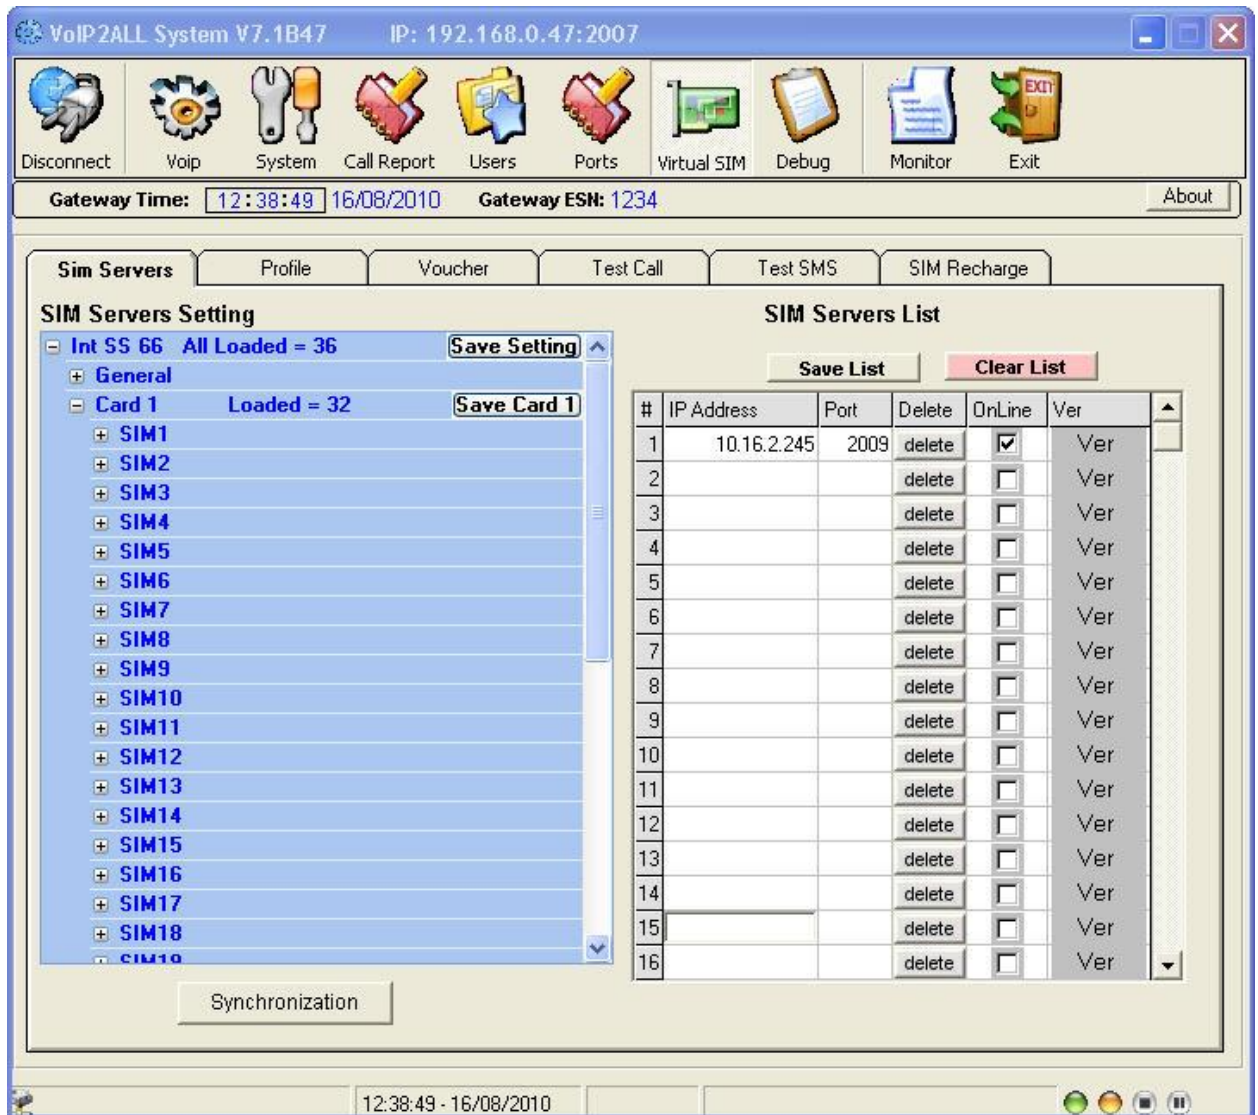 VoIP2ALL System V7.1B47 IP: 192.168.0.47:2007
EXIT
Disconnect Voip System Call Report Users Ports Virtual SIM Debug Monitor Exit
Gateway Time: 12:38:49 16/08/2010 Gateway ESN: 1234 About
Sim Servers Profile Voucher Test Call Test SMS SIM Recharge
SIM Servers Setting
Int SS 66 All Loaded = 36 Save Setting
General
Card 1 Loaded = 32 Save Card 1
SIM1
SIM2
SIM3
SIM4
SIM5
SIM6
SIM7
SIM8
SIM9
SIM10
SIM11
SIM12
SIM13
SIM14
SIM15
SIM16
SIM17
SIM18
SIM19
Synchronization
SIM Servers List
Save List Clear List
# IP Address Port Delete OnLine Ver
1 10.16.2.245 2009 delete Ver
2 delete Ver
3 delete Ver
4 delete Ver
5 delete Ver
6 delete Ver
7 delete Ver
8 delete Ver
9 delete Ver
10 delete Ver
11 delete Ver
12 delete Ver
13 delete Ver
14 delete Ver
15 delete Ver
16 delete Ver
12:38:49 - 16/08/2010